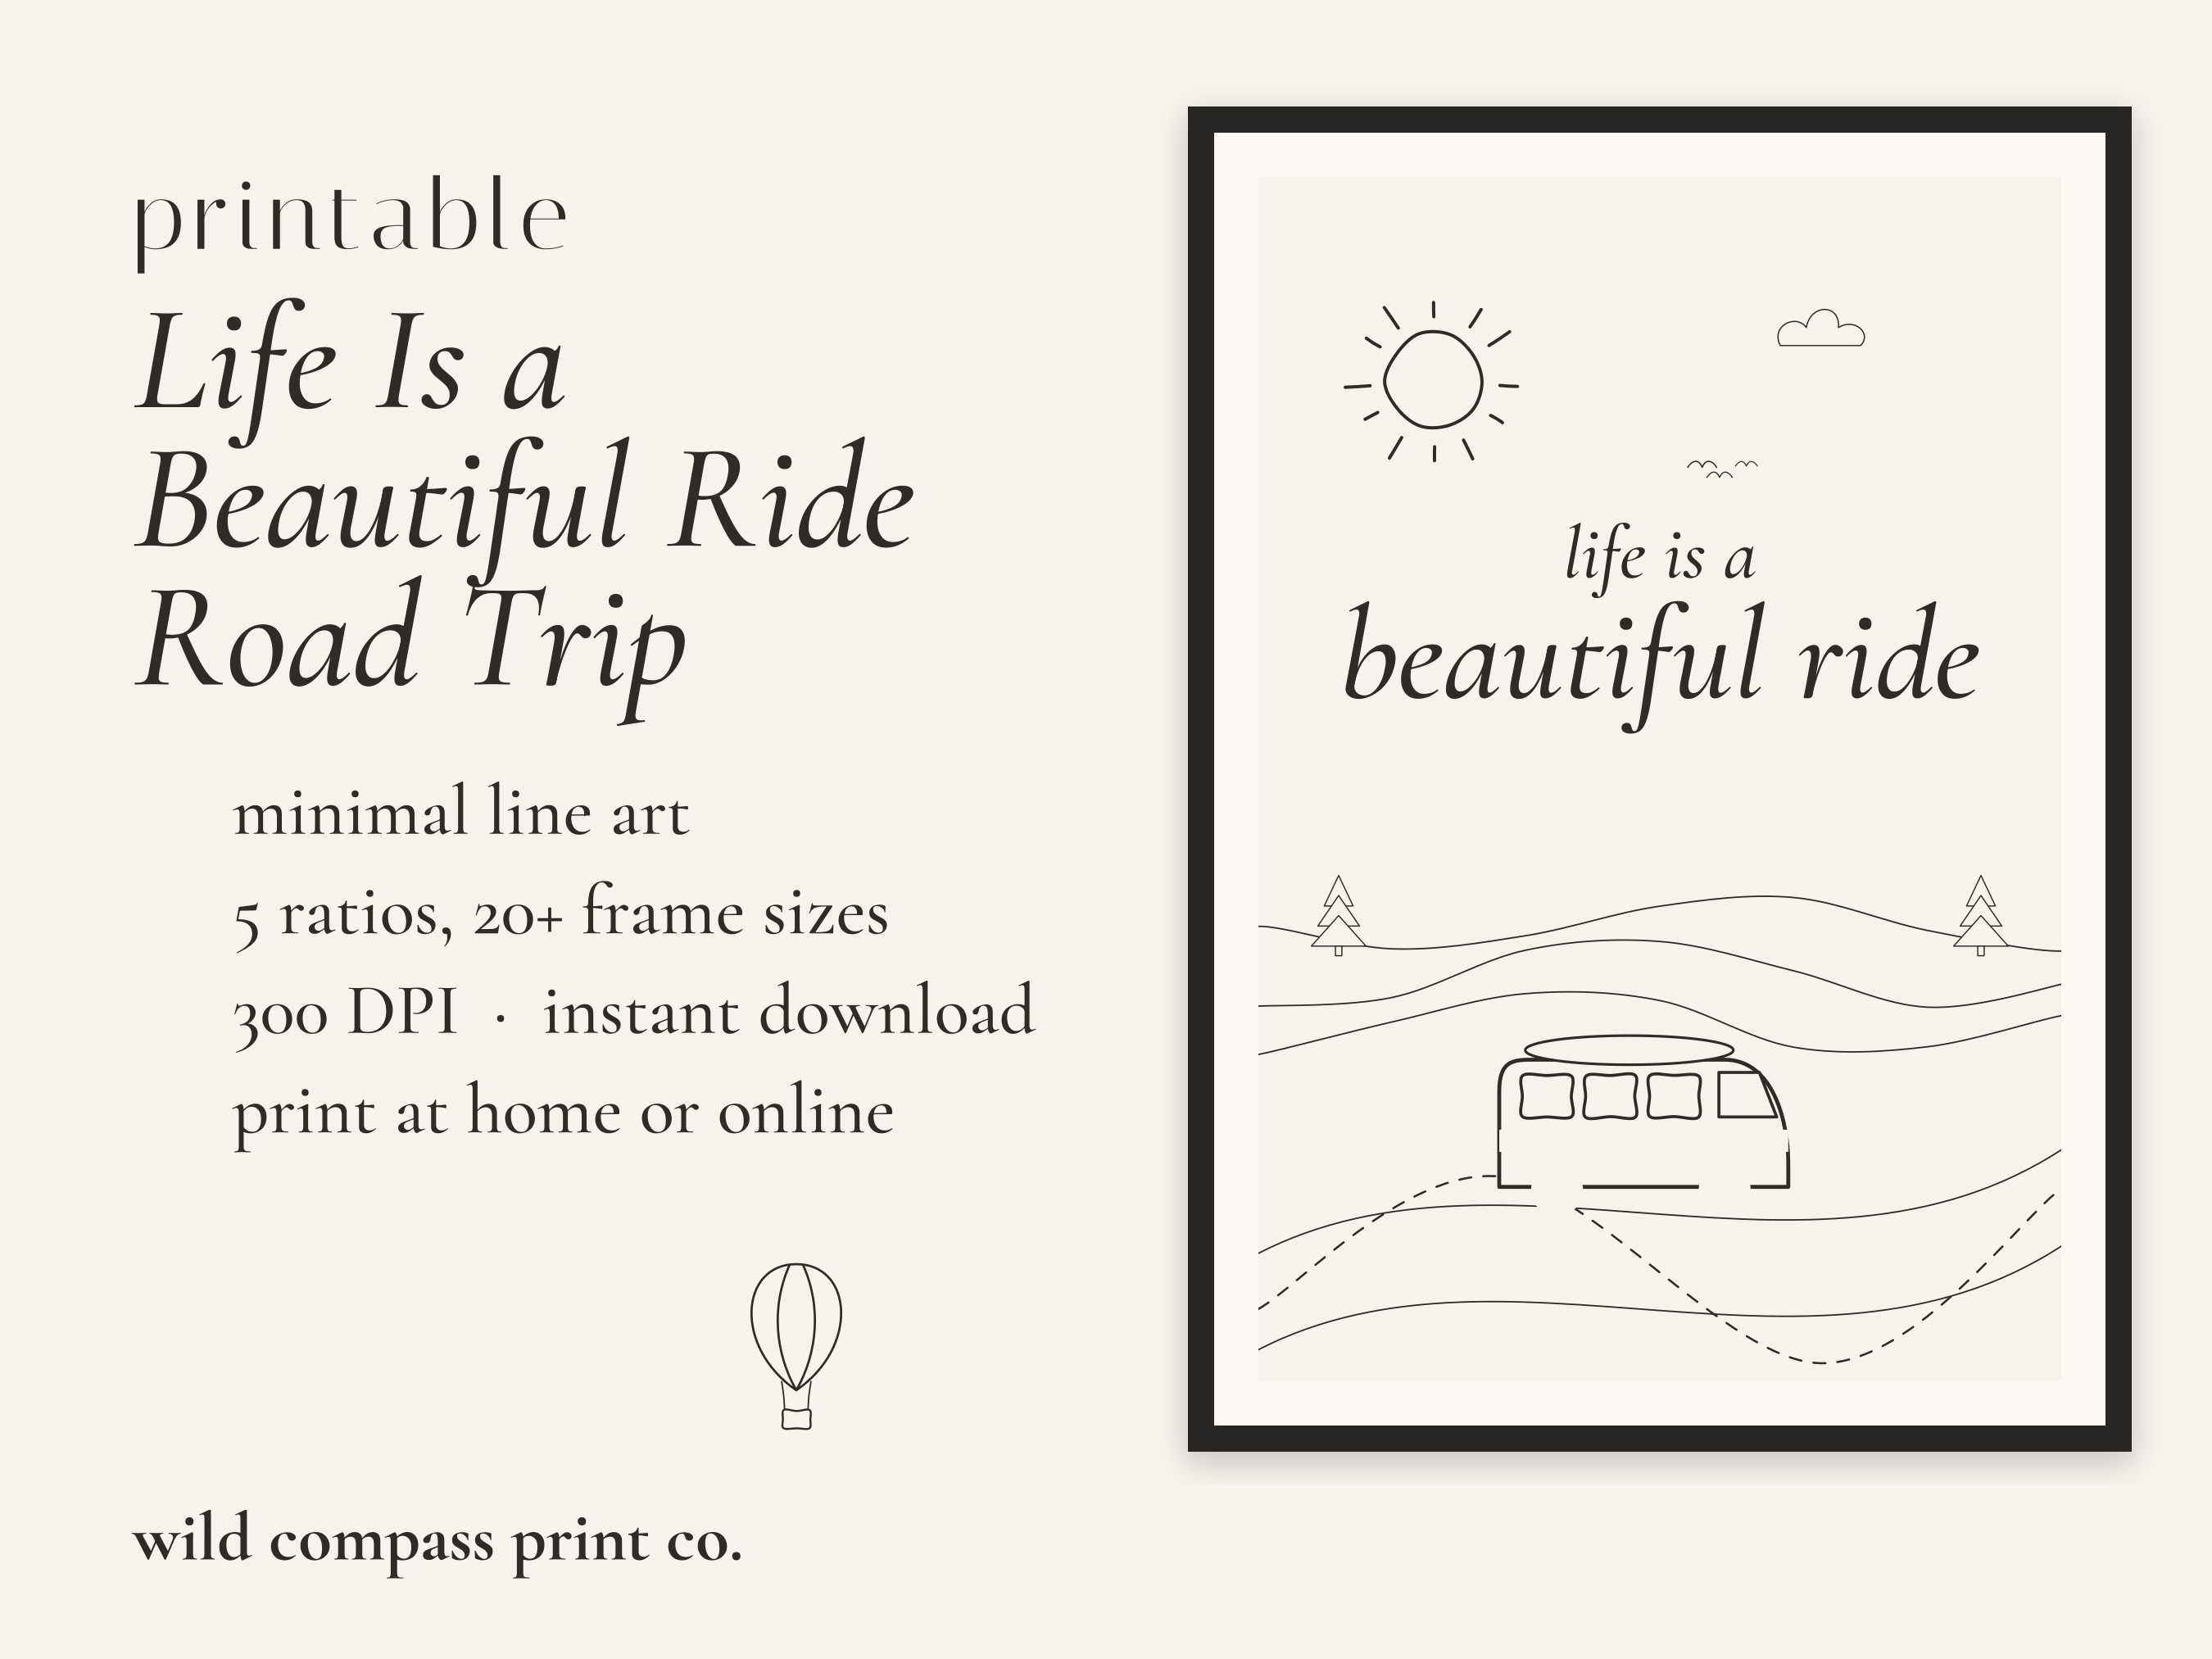 printable
Life Is a
Beautiful Ride
Road Trip
minimal line art
5 ratios, 20+ frame sizes
300 DPI · instant download
print at home or online
wild compass print co.
life is a
beautiful ride